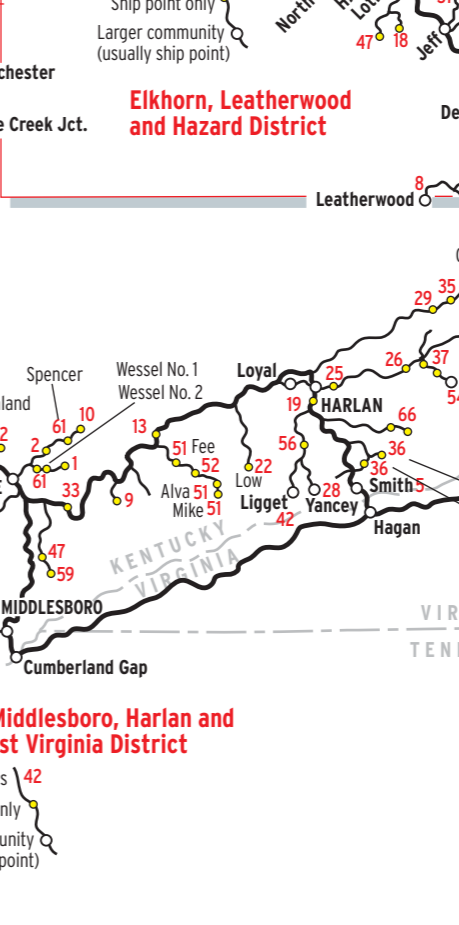 Ship point only
Larger community
(usually ship point)
North
47
18
Jeff
chester
Elkhorn, Leatherwood
and Hazard District
e Creek Jct.
De
8
Leatherwood
29
35
Spencer
Wessel No. 1
Wessel No. 2
Loyal
25
26
37
19
HARLAN
54
land
61
10
2
2
13
61
1
51
Fee
52
Alva 51
Mike 51
22
Low
56
66
36
36
Smith
5
Ligget
28
Yancey
42
Hagan
33
9
47
59
KENTUCKY
VIRGINIA
MIDDLESBORO
Cumberland Gap
VIR
TEN
Middlesboro, Harlan and
st Virginia District
s
42
nly
unity
point)